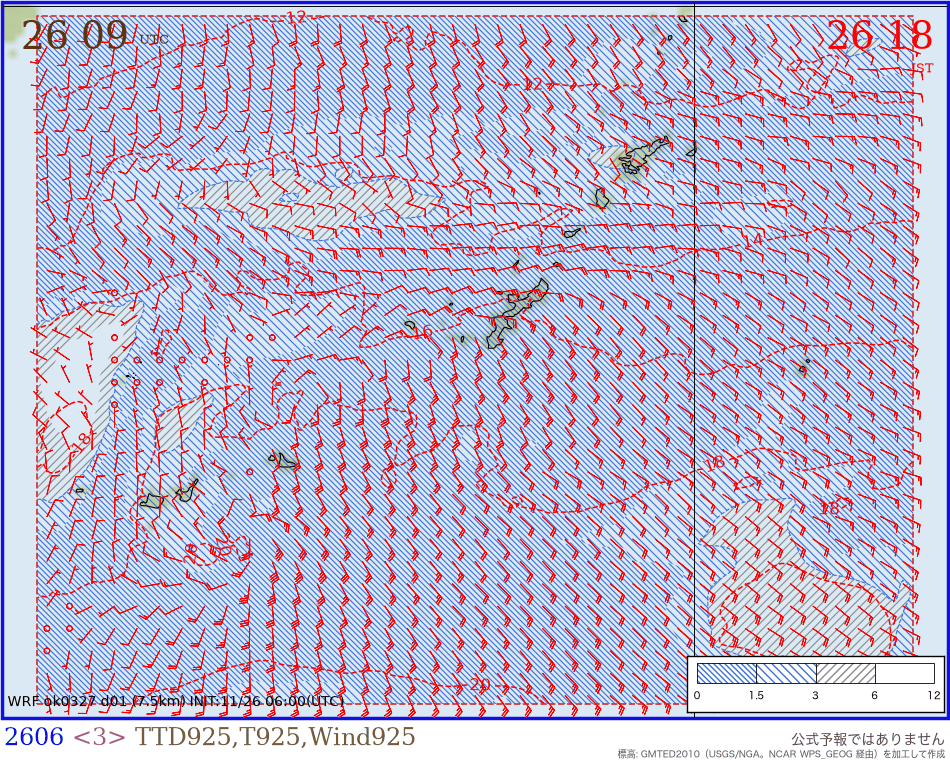 26 09 UTC
26 18
JST
12
12
14
16
18
18
18
20
20
20
WRF ok0327 d01 (7.5km) INIT:11/26 06:00(UTC)
0 1.5 3 6 12
2606 <3> TTD925,T925,Wind925
公式予報ではありません
標高: GMTED2010（USGS/NGA。NCAR WPS_GEOG 経由）を加工して作成